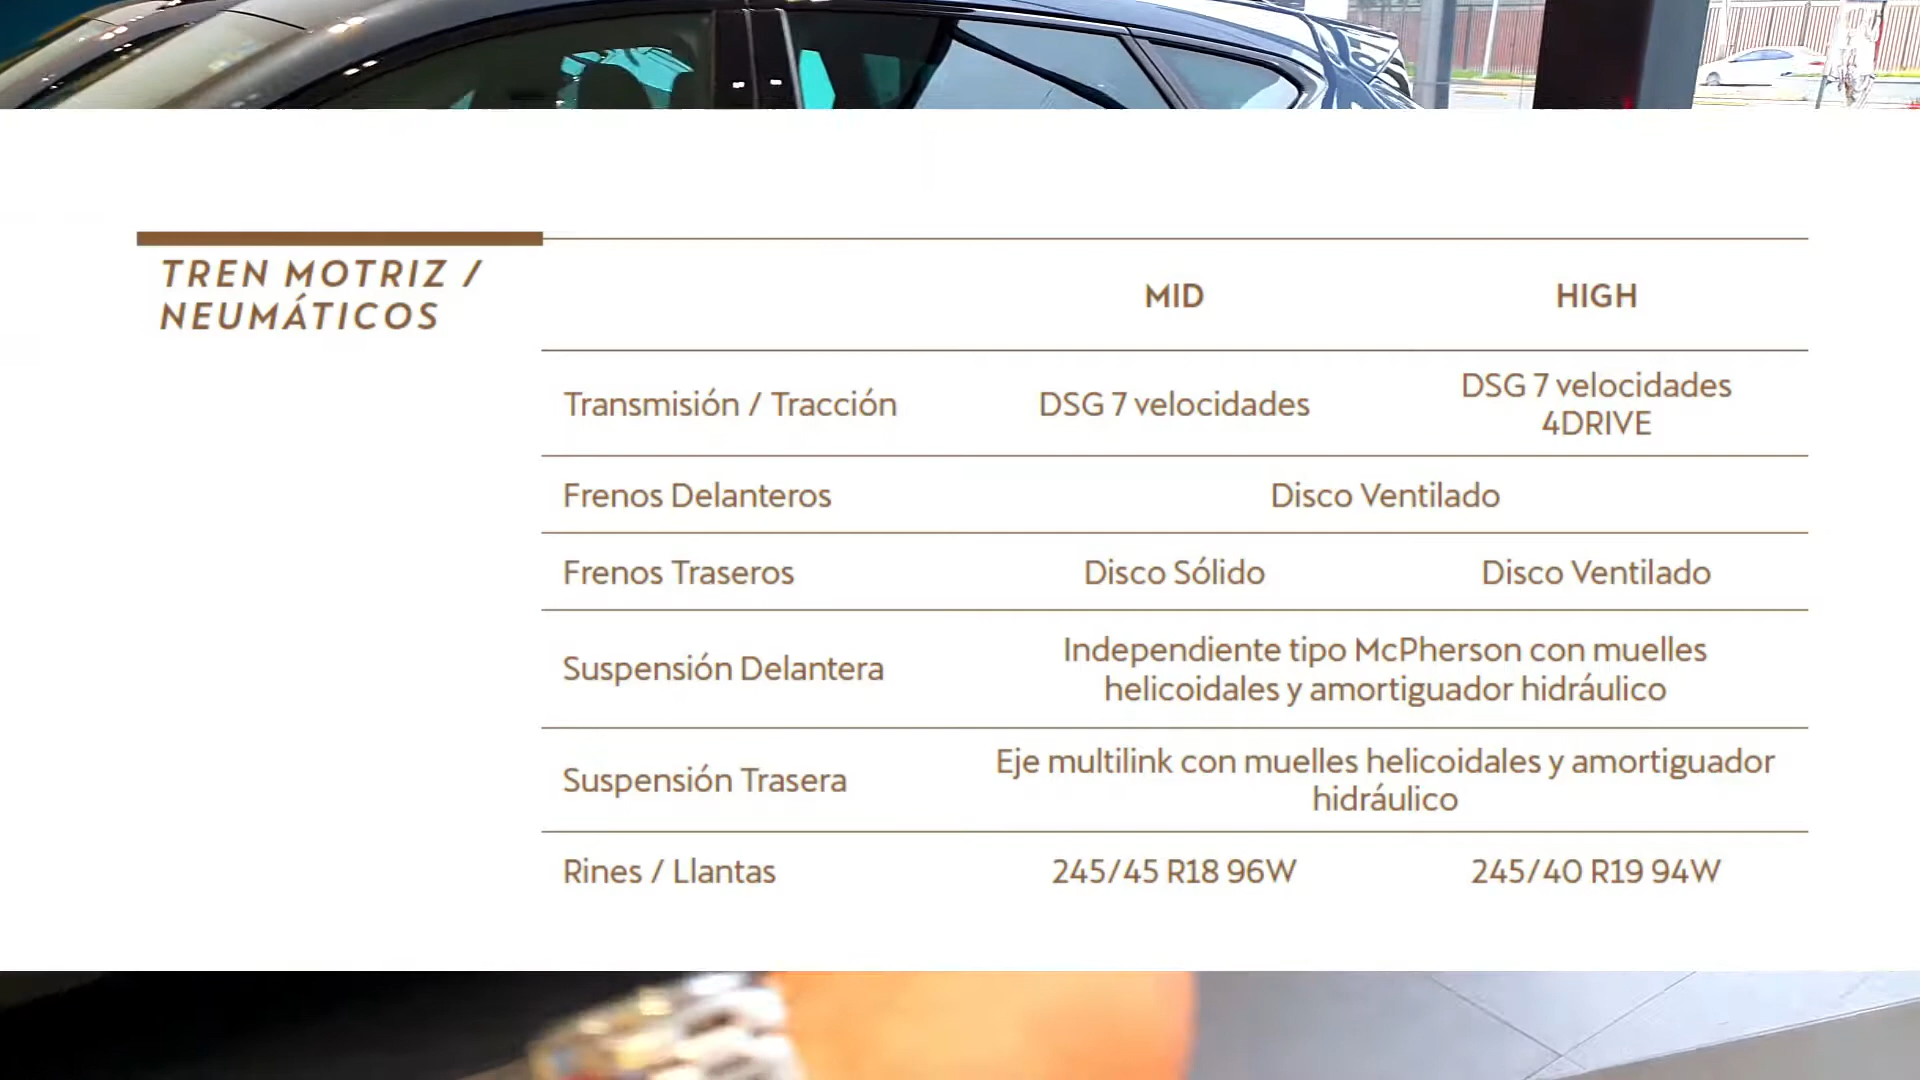 TREN MOTRIZ /
NEUMÁTICOS
MID
HIGH
Transmisión / Tracción
DSG 7 velocidades
DSG 7 velocidades
4DRIVE
Frenos Delanteros
Disco Ventilado
Frenos Traseros
Disco Sólido
Disco Ventilado
Suspensión Delantera
Independiente tipo McPherson con muelles
helicoidales y amortiguador hidráulico
Suspensión Trasera
Eje multilink con muelles helicoidales y amortiguador
hidráulico
Rines / Llantas
245/45 R18 96W
245/40 R19 94W